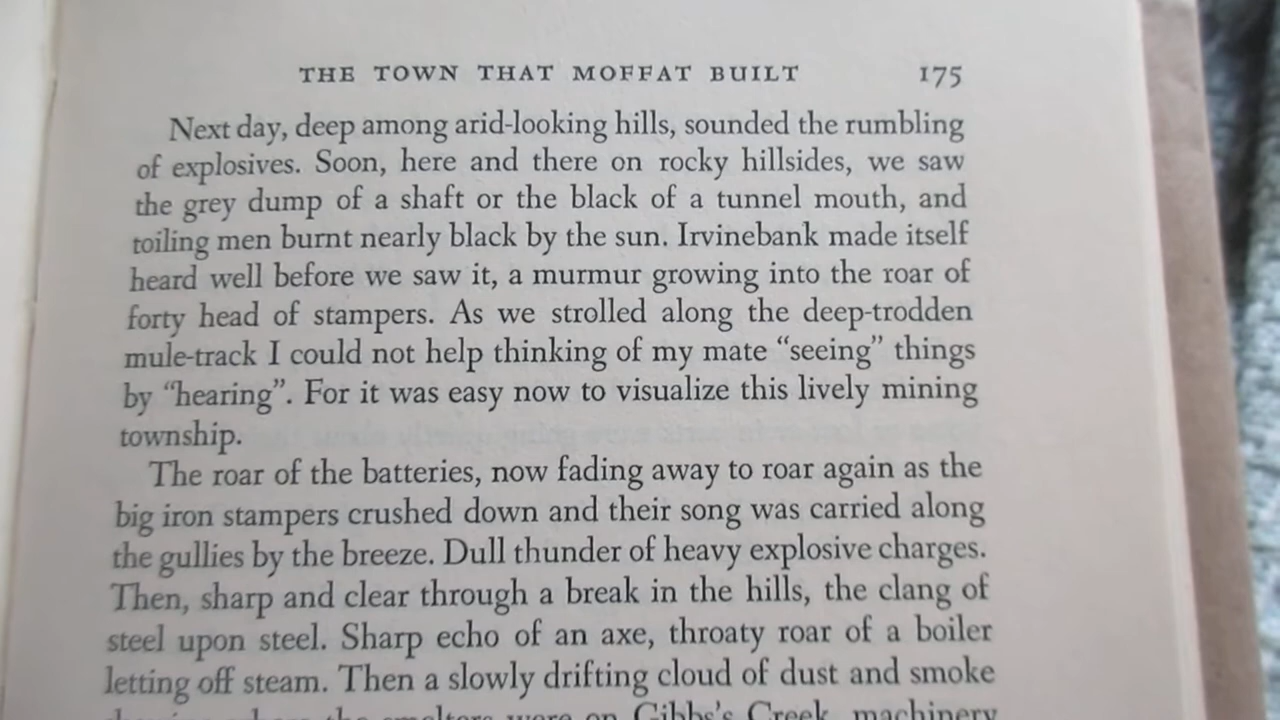 THE TOWN THAT MOFFAT BUILT 175
Next day, deep among arid-looking hills, sounded the rumbling
of explosives. Soon, here and there on rocky hillsides, we saw
the grey dump of a shaft or the black of a tunnel mouth, and
toiling men burnt nearly black by the sun. Irvinebank made itself
heard well before we saw it, a murmur growing into the roar of
forty head of stampers. As we strolled along the deep-trodden
mule-track I could not help thinking of my mate “seeing” things
by “hearing”. For it was easy now to visualize this lively mining
township.
The roar of the batteries, now fading away to roar again as the
big iron stampers crushed down and their song was carried along
the gullies by the breeze. Dull thunder of heavy explosive charges.
Then, sharp and clear through a break in the hills, the clang of
steel upon steel. Sharp echo of an axe, throaty roar of a boiler
letting off steam. Then a slowly drifting cloud of dust and smoke
the smelters were on Gibbs's Creek, machinery